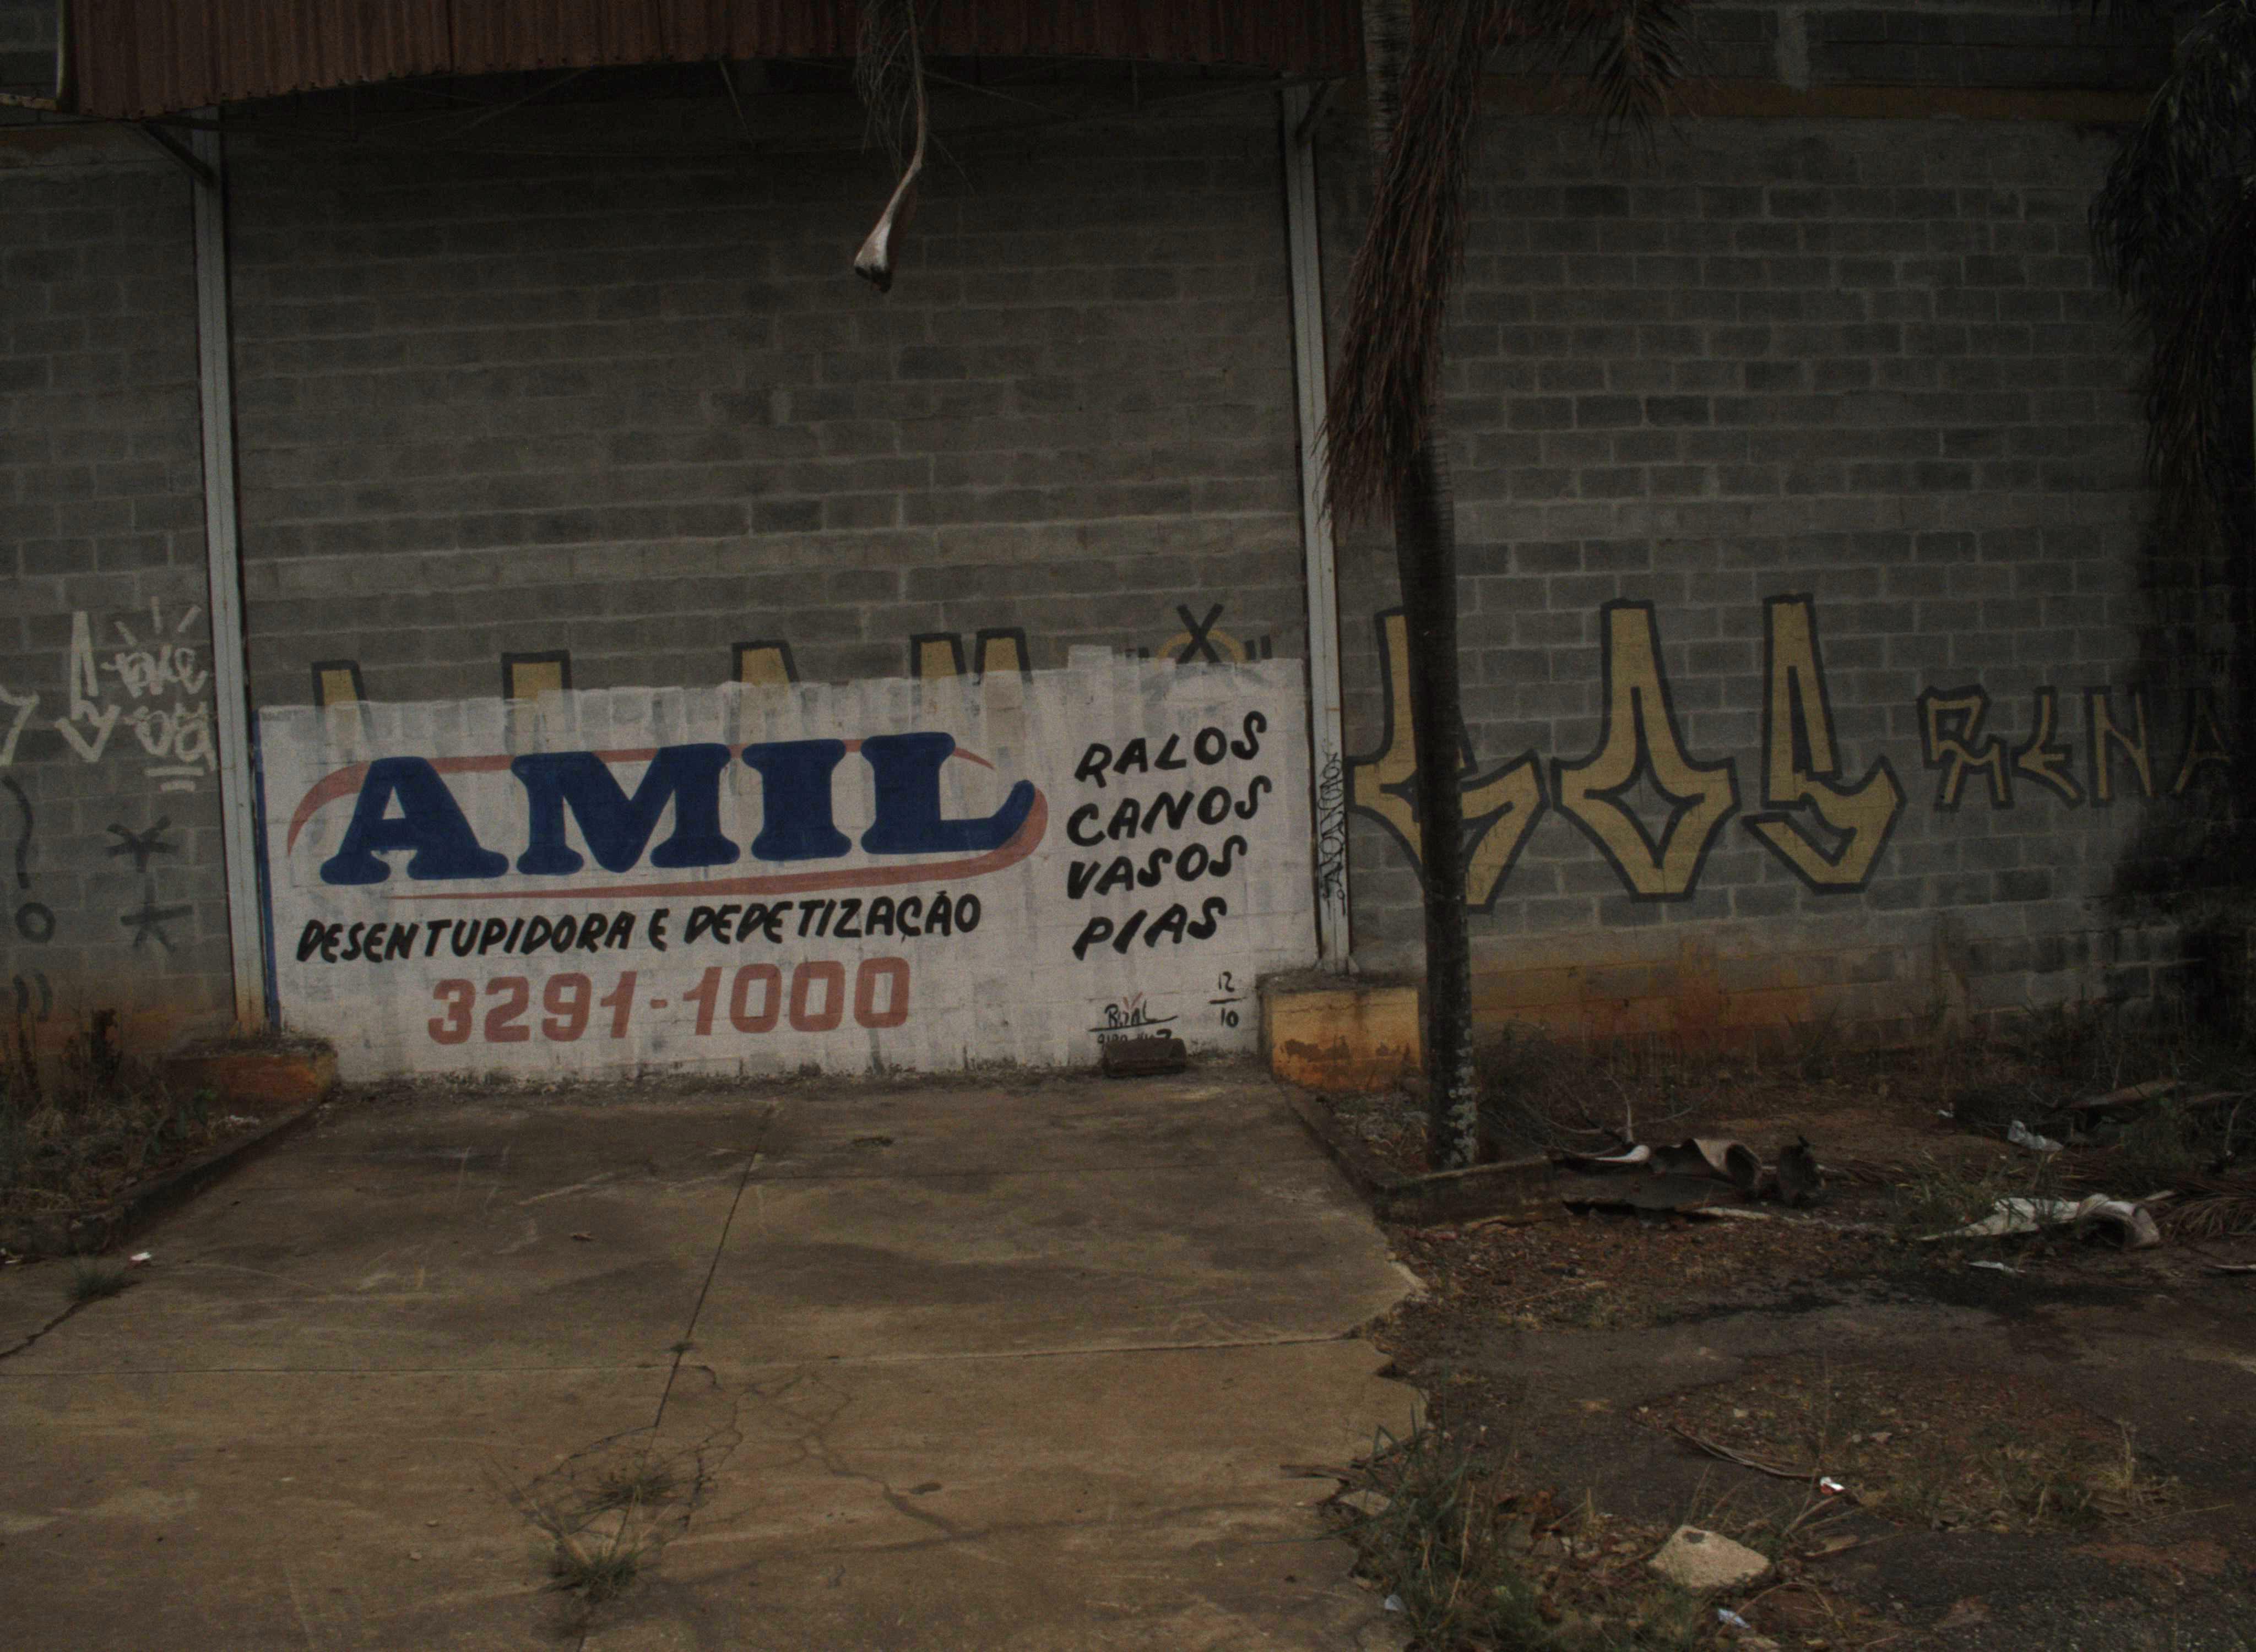 AMIL
DESENTUPIDORA E DEDETIZAÇÃO
3291-1000
RALOS
CANOS
VASOS
PIAS
12
10